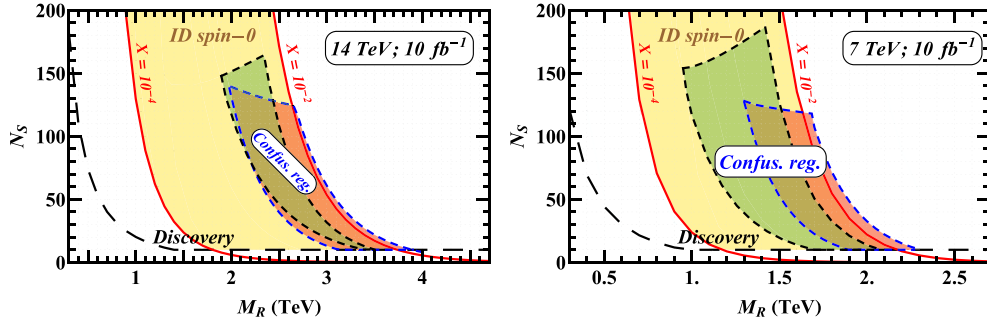 200
150
100
50
0
N_S
ID spin-0
X = 10^-4
X = 10^-2
14 TeV; 10 fb^-1
Confus. reg.
Discovery
1
2
3
4
M_R (TeV)
200
150
100
50
0
N_S
ID spin-0
X = 10^-4
X = 10^-2
7 TeV; 10 fb^-1
Confus. reg.
Discovery
0.5
1.
1.5
2.
2.5
M_R (TeV)